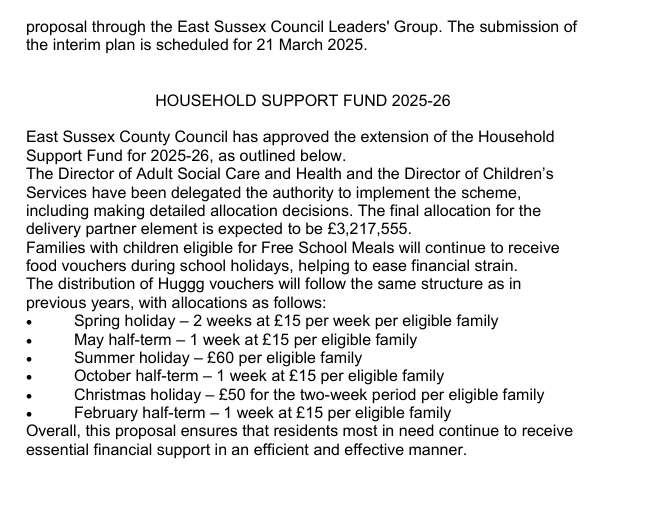 proposal through the East Sussex Council Leaders' Group. The submission of
the interim plan is scheduled for 21 March 2025.
HOUSEHOLD SUPPORT FUND 2025-26
East Sussex County Council has approved the extension of the Household
Support Fund for 2025-26, as outlined below.
The Director of Adult Social Care and Health and the Director of Children’s
Services have been delegated the authority to implement the scheme,
including making detailed allocation decisions. The final allocation for the
delivery partner element is expected to be £3,217,555.
Families with children eligible for Free School Meals will continue to receive
food vouchers during school holidays, helping to ease financial strain.
The distribution of Huggg vouchers will follow the same structure as in
previous years, with allocations as follows:
• Spring holiday – 2 weeks at £15 per week per eligible family
• May half-term – 1 week at £15 per eligible family
• Summer holiday – £60 per eligible family
• October half-term – 1 week at £15 per eligible family
• Christmas holiday – £50 for the two-week period per eligible family
• February half-term – 1 week at £15 per eligible family
Overall, this proposal ensures that residents most in need continue to receive
essential financial support in an efficient and effective manner.